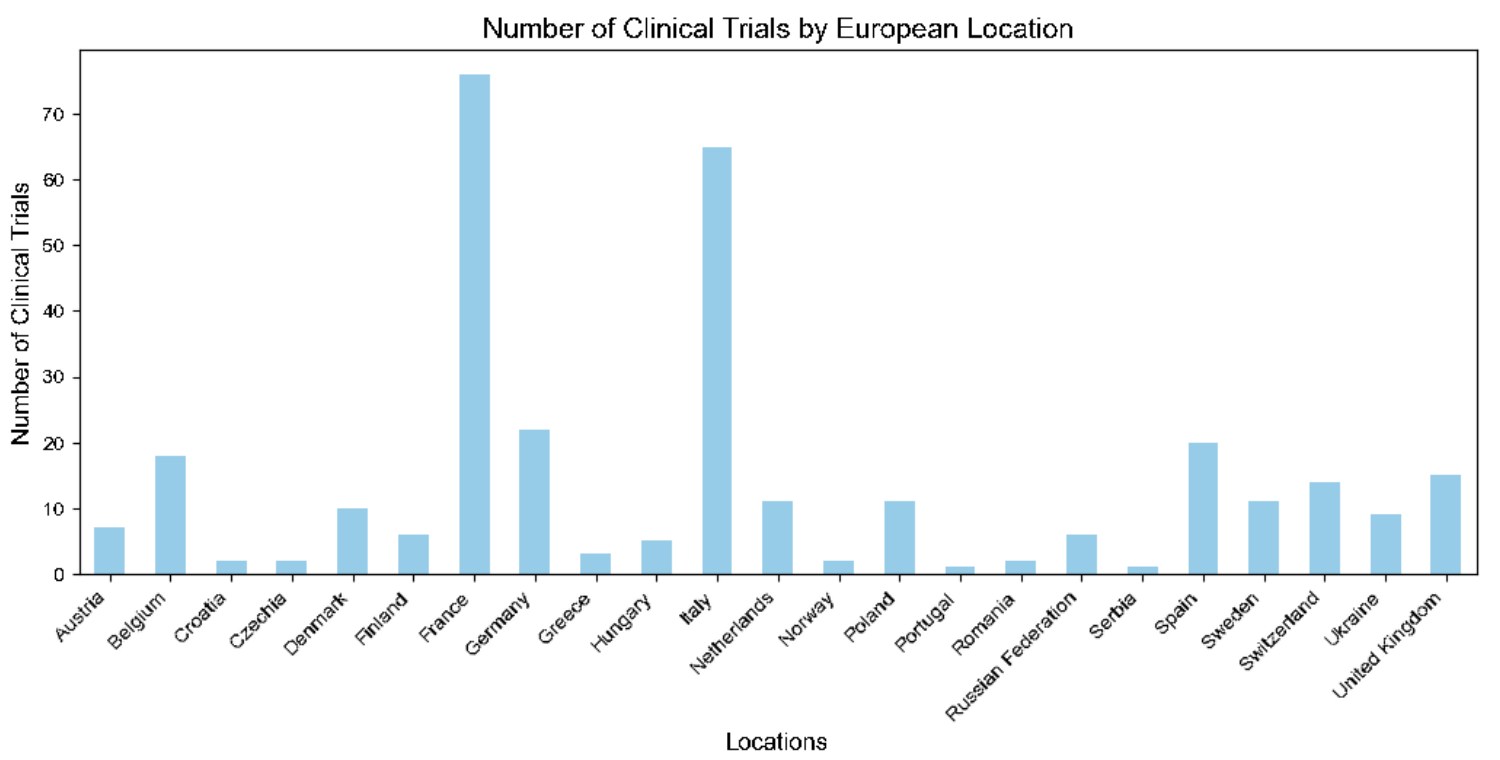 Number of Clinical Trials by European Location
Number of Clinical Trials
70
60
50
40
30
20
10
0
Austria
Belgium
Croatia
Czechia
Denmark
Finland
France
Germany
Greece
Hungary
Italy
Netherlands
Norway
Poland
Portugal
Romania
Russian Federation
Serbia
Spain
Sweden
Switzerland
Ukraine
United Kingdom
Locations